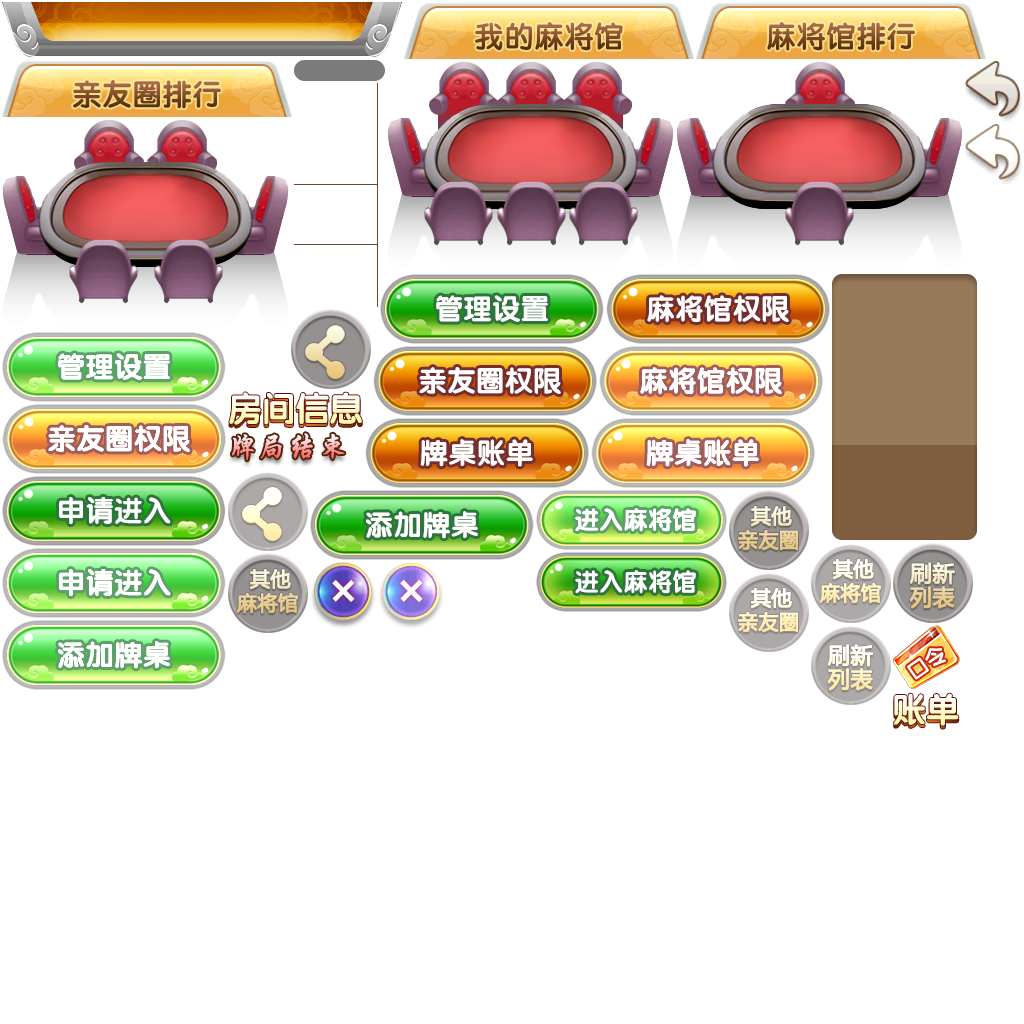 我的麻将馆
麻将馆排行
亲友圈排行
管理设置
麻将馆权限
管理设置
亲友圈权限
麻将馆权限
房间信息
亲友圈权限
牌局结束
牌桌账单
牌桌账单
申请进入
添加牌桌
进入麻将馆
其他
亲友圈
申请进入
其他
麻将馆
进入麻将馆
其他
亲友圈
其他
麻将馆
刷新
列表
添加牌桌
刷新
列表
口令
账单